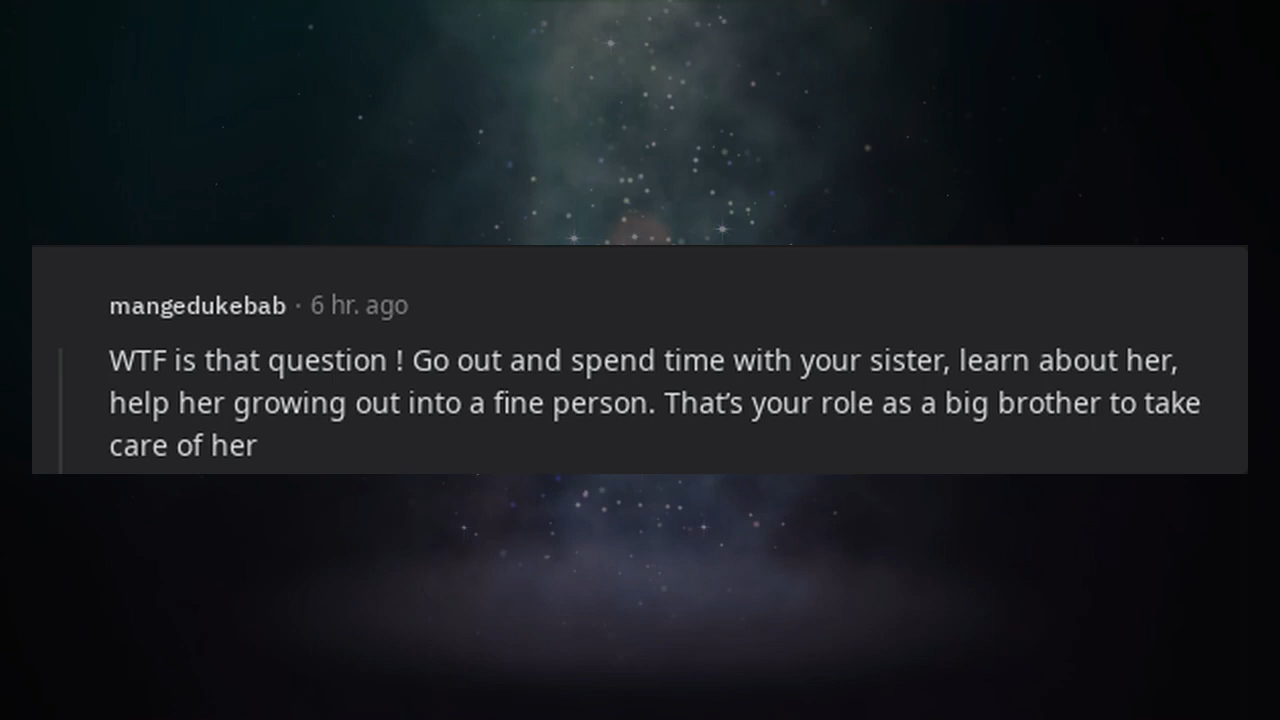 mangedukebab · 6 hr. ago
WTF is that question ! Go out and spend time with your sister, learn about her,
help her growing out into a fine person. That’s your role as a big brother to take
care of her